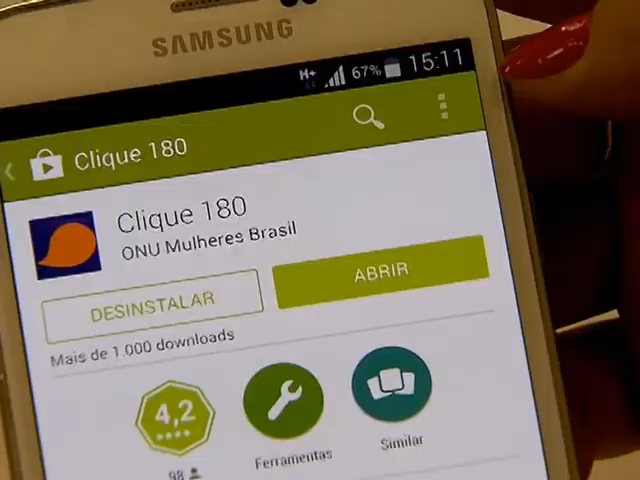 SAMSUNG
H+ 67% 15:11
Clique 180
Clique 180
ONU Mulheres Brasil
DESINSTALAR
ABRIR
Mais de 1.000 downloads
4,2
98
Ferramentas
Similar